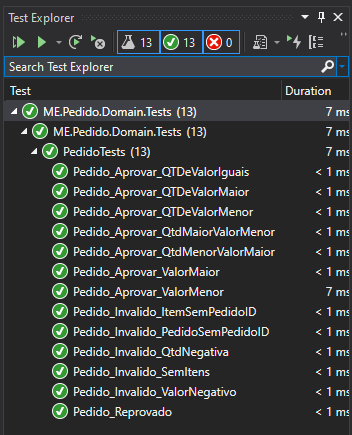 Test Explorer
13 13 0
Search Test Explorer
Test Duration
ME.Pedido.Domain.Tests (13) 7 ms
ME.Pedido.Domain.Tests (13) 7 ms
PedidoTests (13) 7 ms
Pedido_Aprovar_QTDeValorIguais < 1 ms
Pedido_Aprovar_QTDeValorMaior < 1 ms
Pedido_Aprovar_QTDeValorMenor < 1 ms
Pedido_Aprovar_QtdMaiorValorMenor < 1 ms
Pedido_Aprovar_QtdMenorValorMaior < 1 ms
Pedido_Aprovar_ValorMaior < 1 ms
Pedido_Aprovar_ValorMenor 7 ms
Pedido_Invalido_ItemSemPedidoID < 1 ms
Pedido_Invalido_PedidoSemPedidoID < 1 ms
Pedido_Invalido_QtdNegativa < 1 ms
Pedido_Invalido_SemItens < 1 ms
Pedido_Invalido_ValorNegativo < 1 ms
Pedido_Reprovado < 1 ms